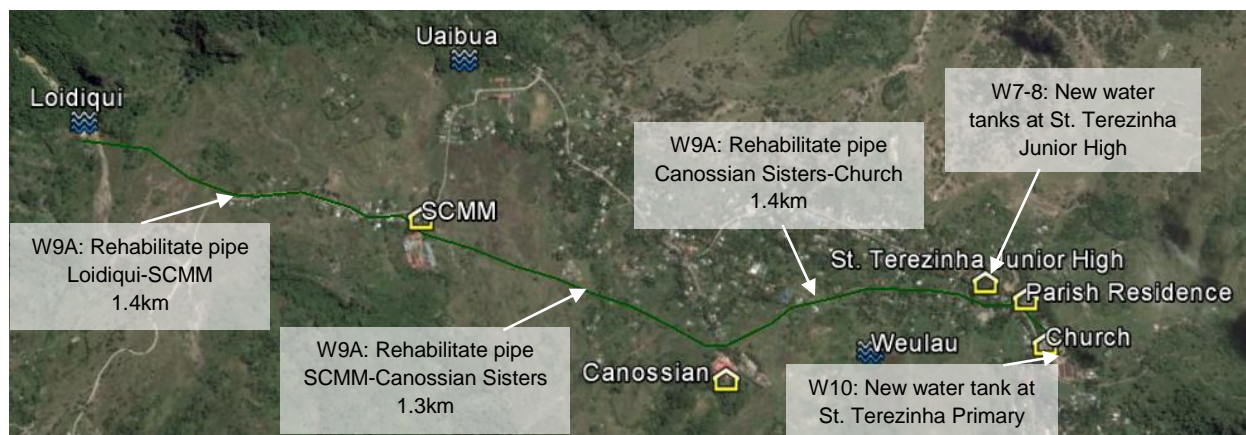 Uaibua
Loidiqui
W7-8: New water
tanks at St. Terezinha
Junior High
W9A: Rehabilitate pipe
Canossian Sisters-Church
1.4km
SCMM
W9A: Rehabilitate pipe
Loidiqui-SCMM
1.4km
St. Terezinha Junior High
Parish Residence
Church
Weulau
W9A: Rehabilitate pipe
SCMM-Canossian Sisters
1.3km
Canossian
W10: New water tank at
St. Terezinha Primary